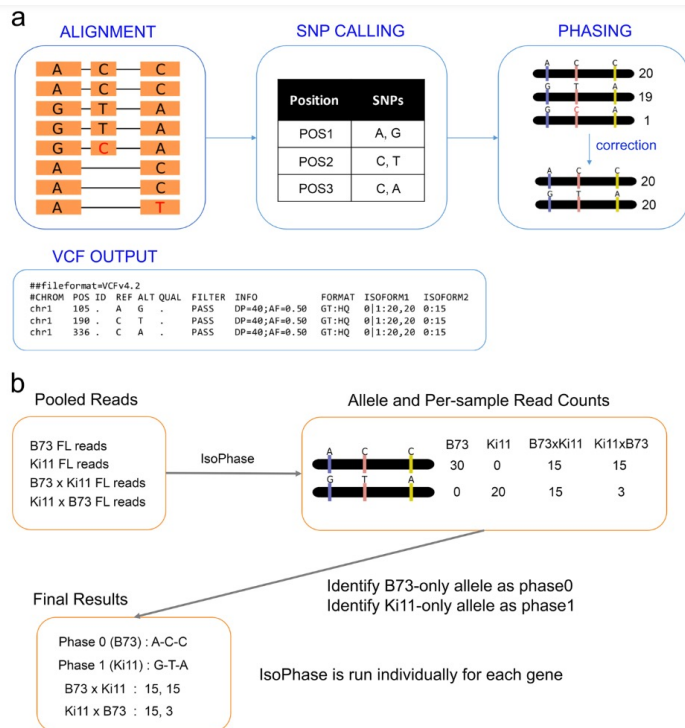 a
ALIGNMENT
SNP CALLING
PHASING
A C C
A C C
G T A
G T A
G C A
A C
A C
A T
Position SNPs
POS1 A, G
POS2 C, T
POS3 C, A
A C C 20
G T A 19
G C A 1
correction
A C C 20
G T A 20
VCF OUTPUT
##fileformat=VCFv4.2
#CHROM POS ID REF ALT QUAL FILTER INFO FORMAT ISOFORM1 ISOFORM2
chr1 105 . A G . PASS DP=40;AF=0.50 GT:HQ 0|1:20,20 0:15
chr1 190 . C T . PASS DP=40;AF=0.50 GT:HQ 0|1:20,20 0:15
chr1 336 . C A . PASS DP=40;AF=0.50 GT:HQ 0|1:20,20 0:15
b
Pooled Reads
B73 FL reads
Ki11 FL reads
B73 x Ki11 FL reads
Ki11 x B73 FL reads
IsoPhase
Allele and Per-sample Read Counts
B73 Ki11 B73xKi11 Ki11xB73
A C C 30 0 15 15
G T A 0 20 15 3
Identify B73-only allele as phase0
Identify Ki11-only allele as phase1
Final Results
Phase 0 (B73) : A-C-C
Phase 1 (Ki11) : G-T-A
B73 x Ki11 : 15, 15
Ki11 x B73 : 15, 3
IsoPhase is run individually for each gene